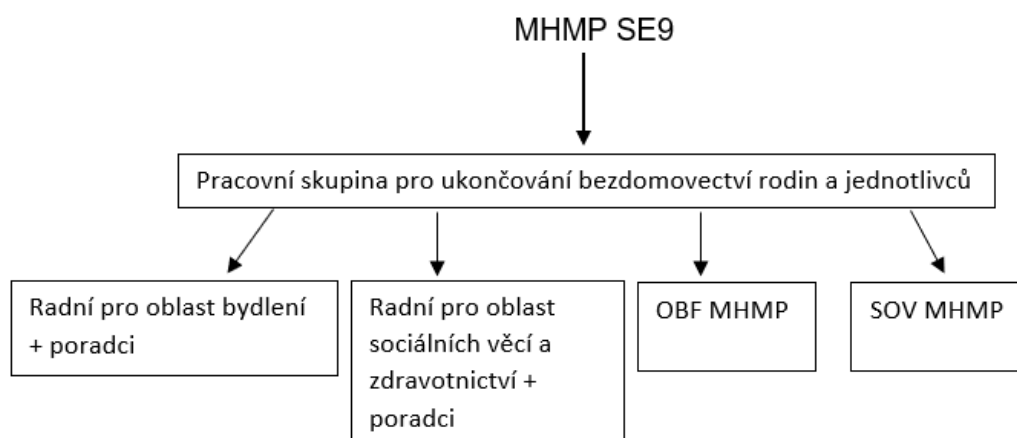 MHMP SE9
Pracovní skupina pro ukončování bezdomovectví rodin a jednotlivců
Radní pro oblast bydlení
+ poradci
Radní pro oblast
sociálních věcí a
zdravotnictví +
poradci
OBF MHMP
SOV MHMP